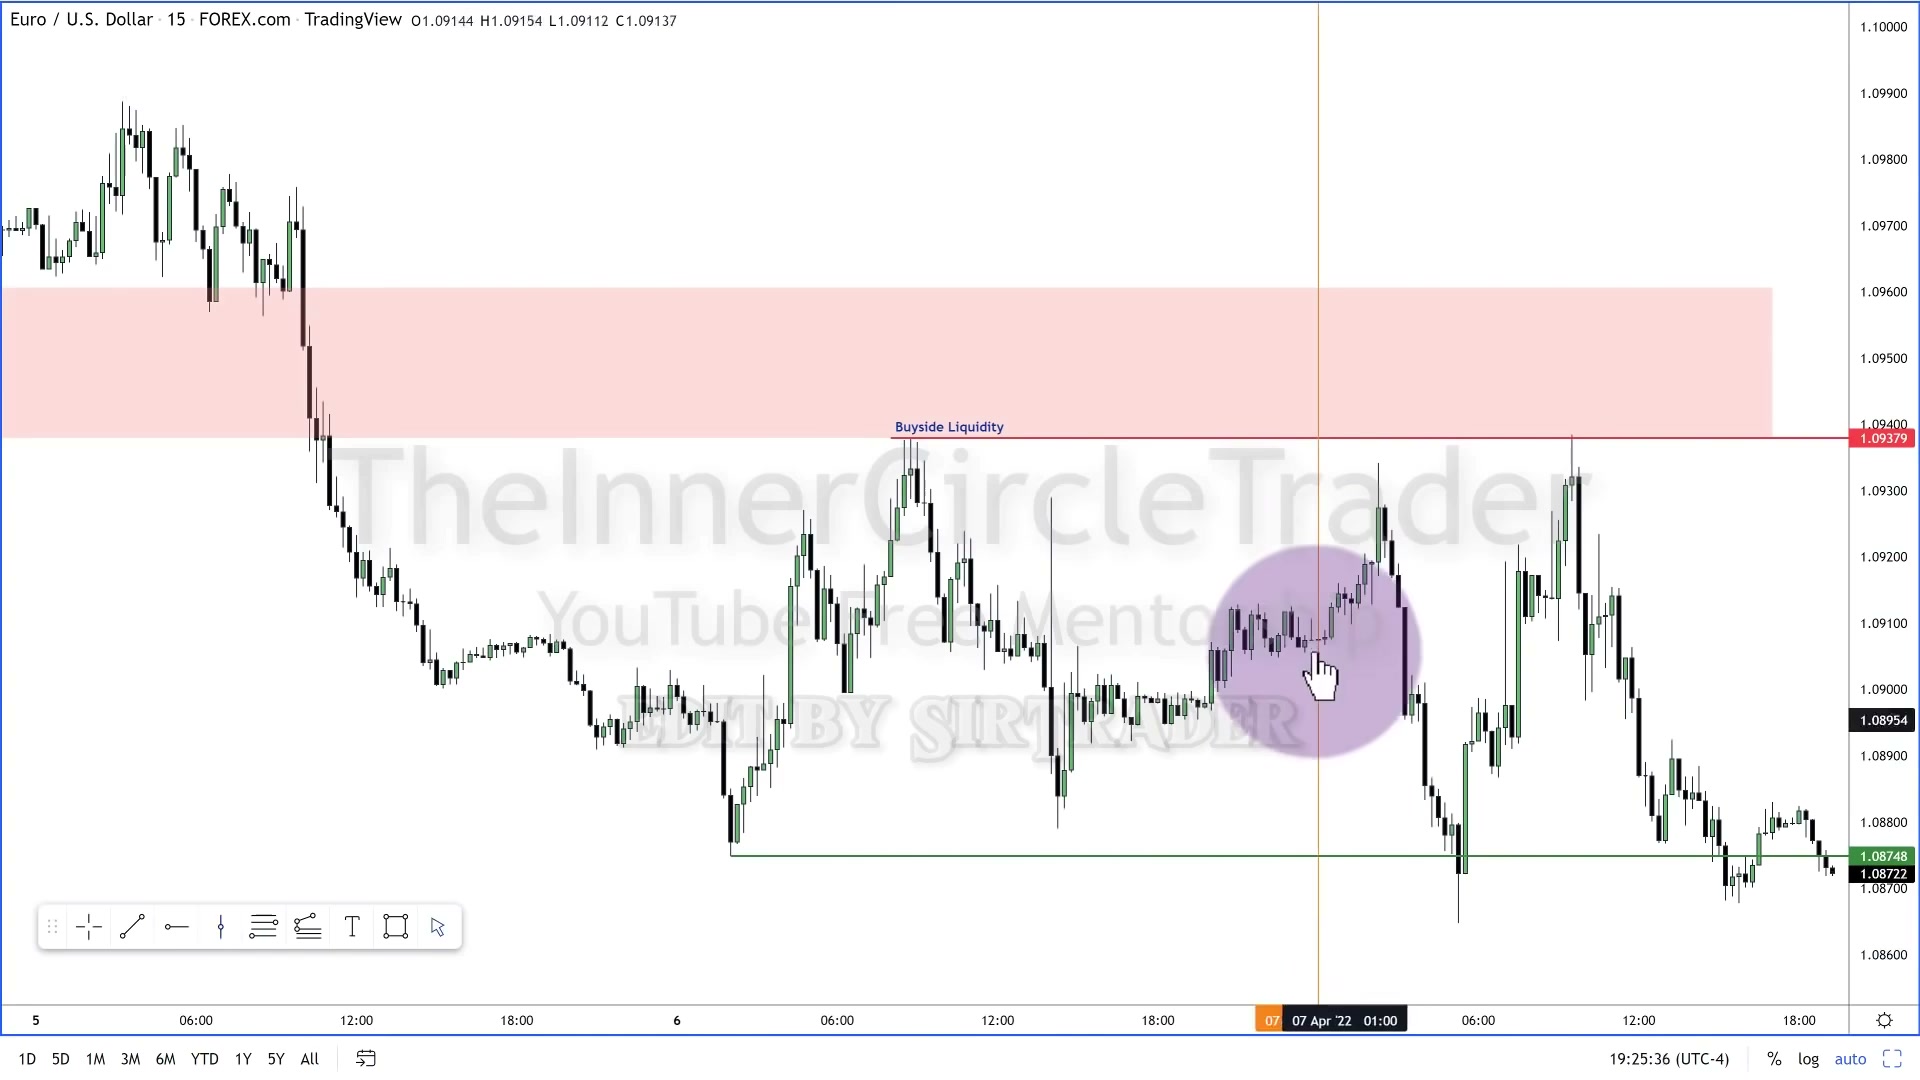 Euro / U.S. Dollar · 15 · FOREX.com · TradingView O1.09144 H1.09154 L1.09112 C1.09137
1.10000
1.09900
1.09800
1.09700
1.09600
1.09500
1.09400
Buyside Liquidity
1.09379
TheInnerCircleTrader
1.09300
1.09200
YouTube Free Mentorship
1.09100
1.09000
EDIT BY SIRTRADER
1.08954
1.08900
1.08800
1.08748
1.08722
1.08700
T
1.08600
5 06:00 12:00 18:00 6 06:00 12:00 18:00 07 07 Apr '22 01:00 06:00 12:00 18:00
1D 5D 1M 3M 6M YTD 1Y 5Y All 19:25:36 (UTC-4) % log auto